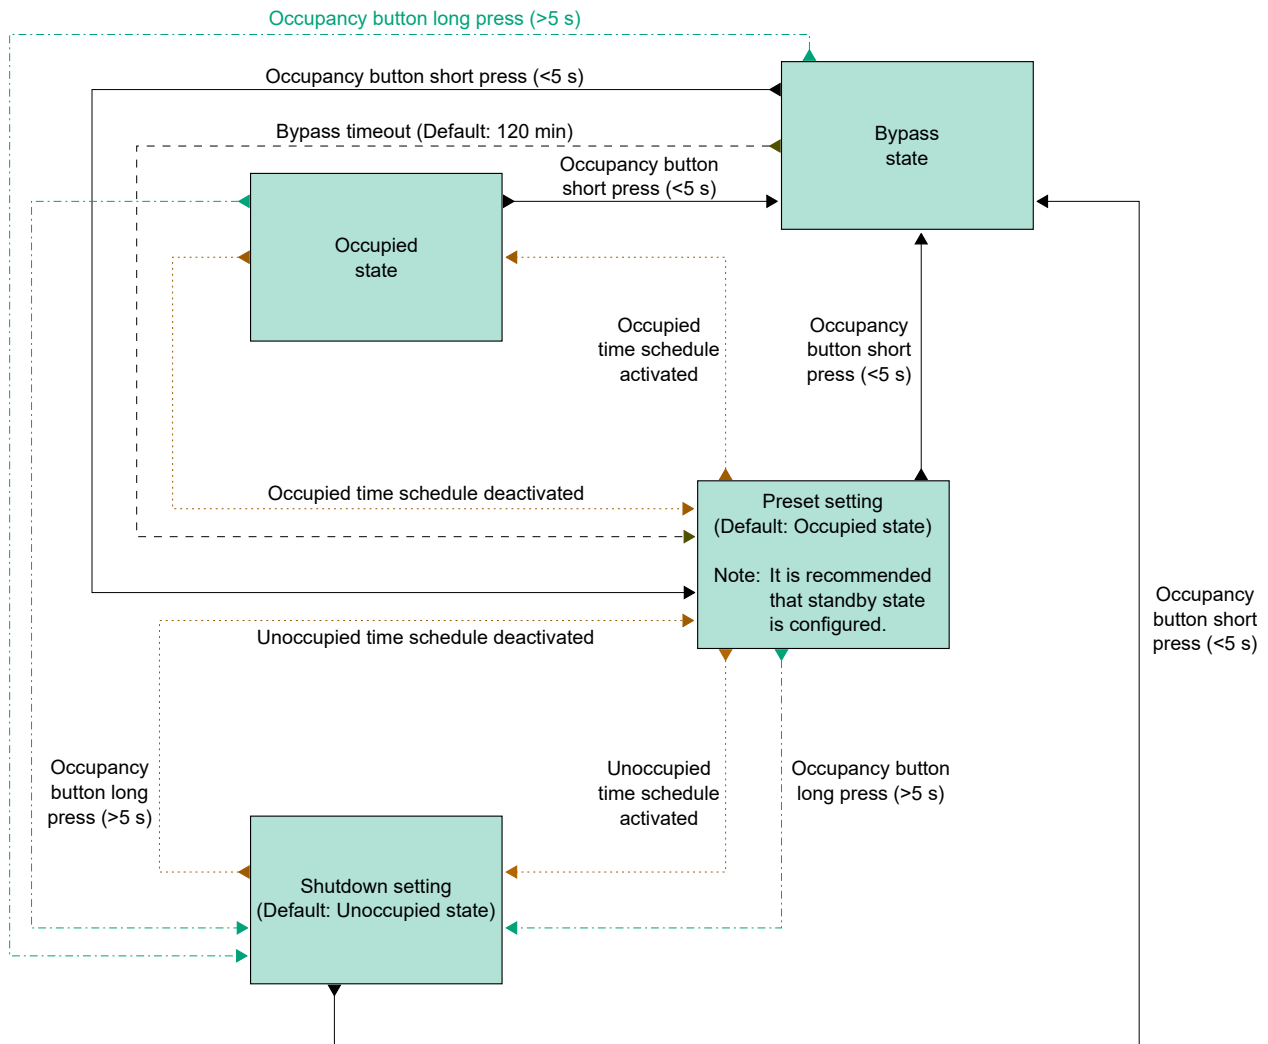 Occupancy button long press (>5 s)
Occupancy button short press (<5 s)
Bypass timeout (Default: 120 min)
Bypass
state
Occupancy button
short press (<5 s)
Occupied
state
Occupied
time schedule
activated
Occupancy
button short
press (<5 s)
Occupied time schedule deactivated
Preset setting
(Default: Occupied state)
Note: It is recommended
that standby state
is configured.
Occupancy
button short
press (<5 s)
Unoccupied time schedule deactivated
Occupancy
button long
press (>5 s)
Unoccupied
time schedule
activated
Occupancy button
long press (>5 s)
Shutdown setting
(Default: Unoccupied state)